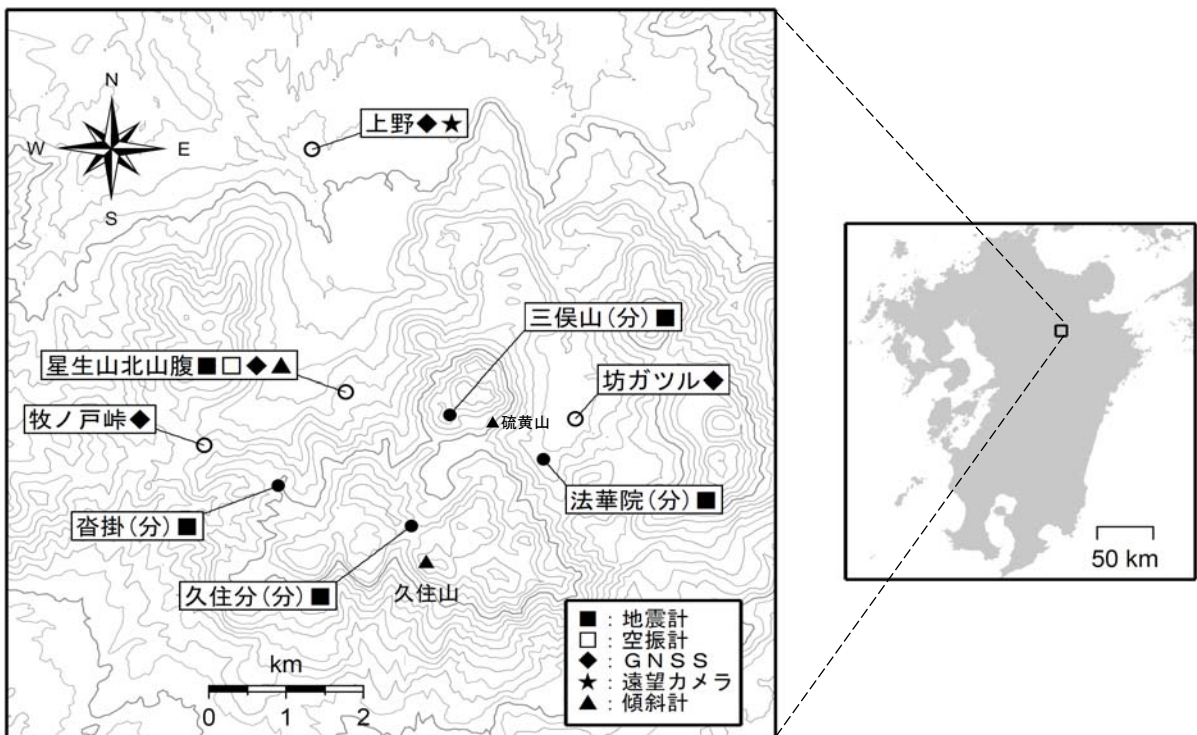 N
W
E
S
上野◆★
三俣山(分)■
星生山北山腹■□◆▲
坊ガツル◆
牧ノ戸峠◆
▲硫黄山
沓掛(分)■
法華院(分)■
久住分(分)■
久住山
km
0 1 2
■：地震計
□：空振計
◆：ＧＮＳＳ
★：遠望カメラ
▲：傾斜計
50 km